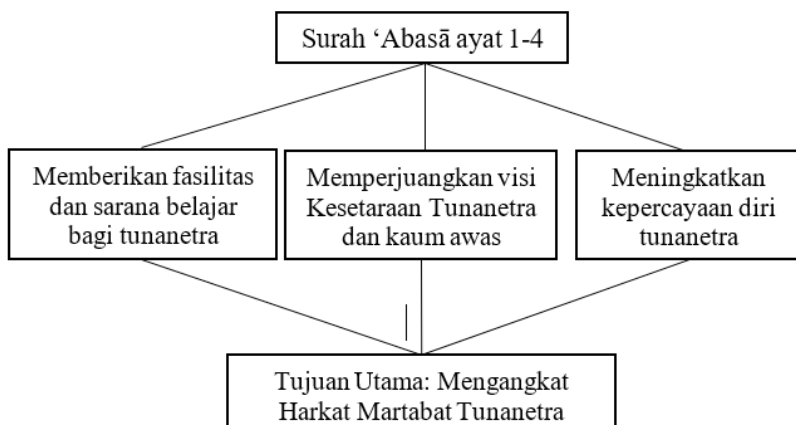 Surah ‘Abasā ayat 1-4
Memberikan fasilitas
dan sarana belajar
bagi tunanetra
Memperjuangkan visi
Kesetaraan Tunanetra
dan kaum awas
Meningkatkan
kepercayaan diri
tunanetra
Tujuan Utama: Mengangkat
Harkat Martabat Tunanetra